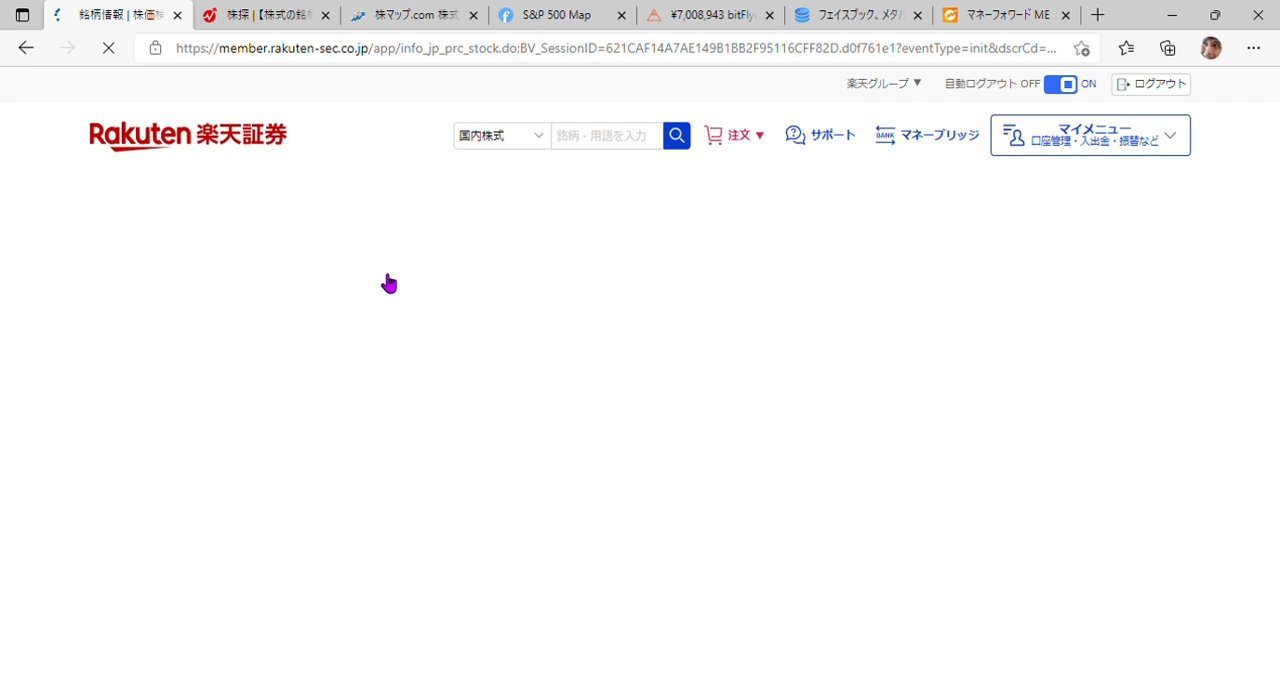 銘柄情報 | 株価検
株探 | 【株式の銘柄
株マップ.com 株式
S&P 500 Map
¥7,008,943 bitFly
フェイスブック、メタバ
マネーフォワード ME
https://member.rakuten-sec.co.jp/app/info_jp_prc_stock.do:BV_SessionID=621CAF14A7AE149B1BB2F95116CFF82D.d0f761e1?eventType=init&dscrCd=...
楽天グループ ▼
自動ログアウト OFF ON
ログアウト
Rakuten 楽天証券
国内株式
銘柄・用語を入力
注文 ▼
サポート
BANK
マネーブリッジ
マイメニュー
口座管理・入出金・振替など